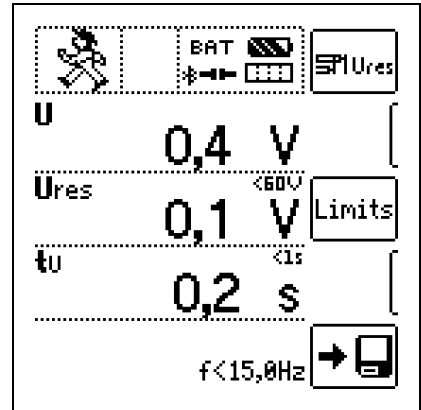 BAT
Ures
U
0,4 V
Ures <60V
0,1 V
Limits
tU <1s
0,2 s
f<15,0Hz